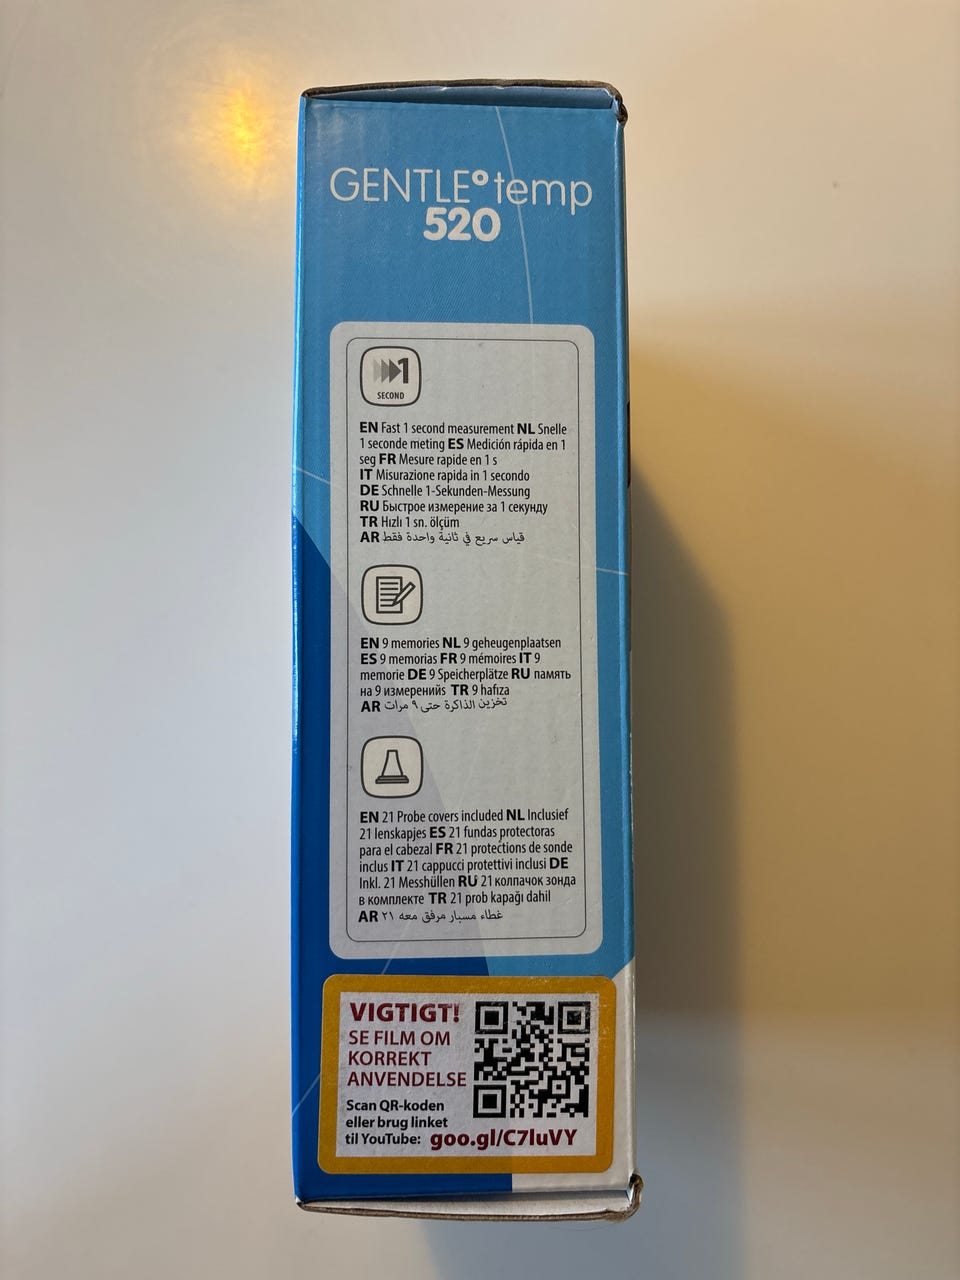 GENTLE°temp
520
1
SECOND
EN Fast 1 second measurement NL Snelle
1 seconde meting ES Medición rápida en 1
seg FR Mesure rapide en 1 s
IT Misurazione rapida in 1 secondo
DE Schnelle 1-Sekunden-Messung
RU Быстрое измерение за 1 секунду
TR Hızlı 1 sn. ölçüm
AR قياس سريع في ثانية واحدة فقط
EN 9 memories NL 9 geheugenplaatsen
ES 9 memorias FR 9 mémoires IT 9
memorie DE 9 Speicherplätze RU память
на 9 измеренийѕ TR 9 hafıza
AR تخزين الذاكرة حتى ٩ مرات
EN 21 Probe covers included NL Inclusief
21 lenskapjes ES 21 fundas protectoras
para el cabezal FR 21 protections de sonde
inclus IT 21 cappucci protettivi inclusi DE
Inkl. 21 Messhüllen RU 21 колпачок зонда
в комплекте TR 21 prob kapağı dahil
AR غطاء مسبار مرفق معه ٢١
VIGTIGT!
SE FILM OM
KORREKT
ANVENDELSE
Scan QR-koden
eller brug linket
til YouTube: goo.gl/C7luVY